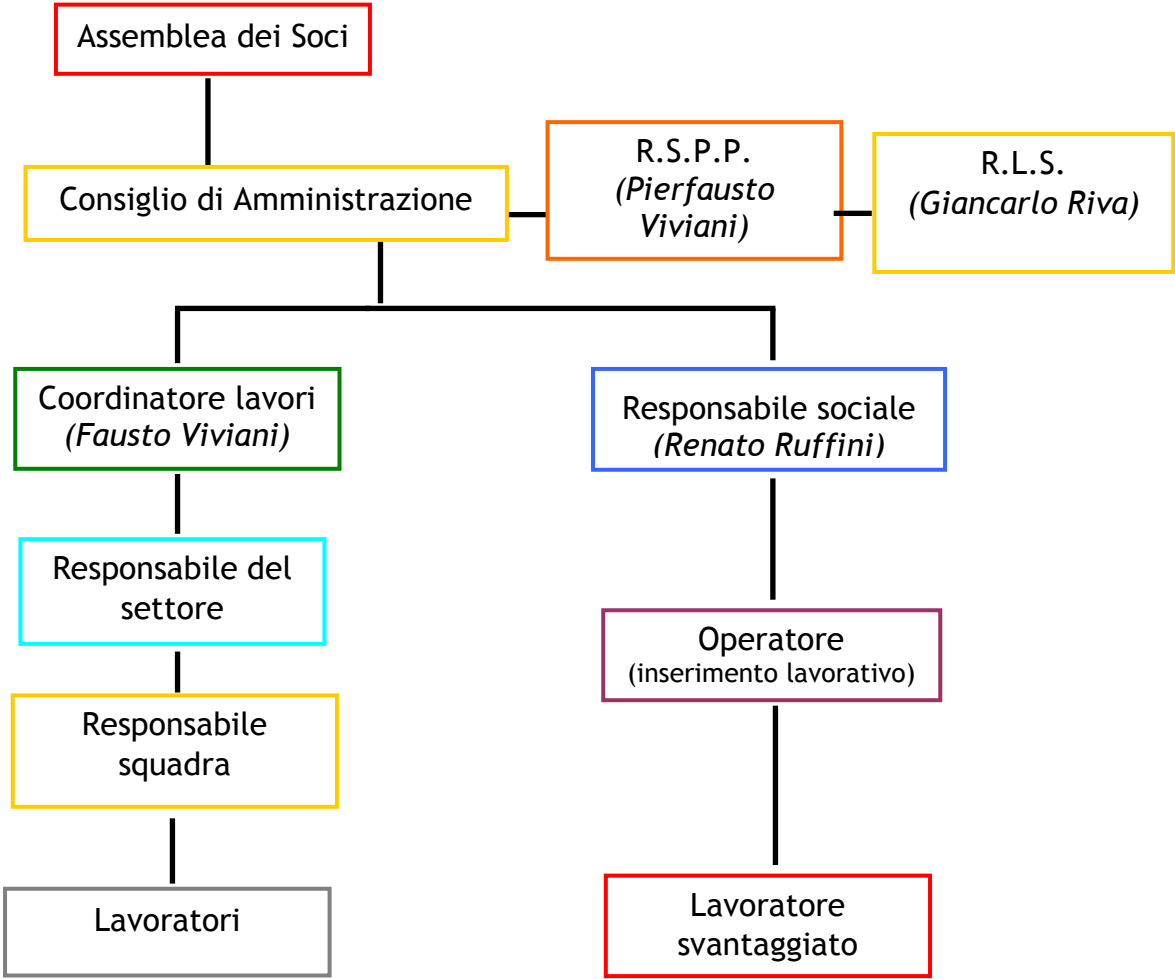 Assemblea dei Soci
Consiglio di Amministrazione
R.S.P.P.
(Pierfausto
Viviani)
R.L.S.
(Giancarlo Riva)
Coordinatore lavori
(Fausto Viviani)
Responsabile sociale
(Renato Ruffini)
Responsabile del
settore
Operatore
(inserimento lavorativo)
Responsabile
squadra
Lavoratori
Lavoratore
svantaggiato